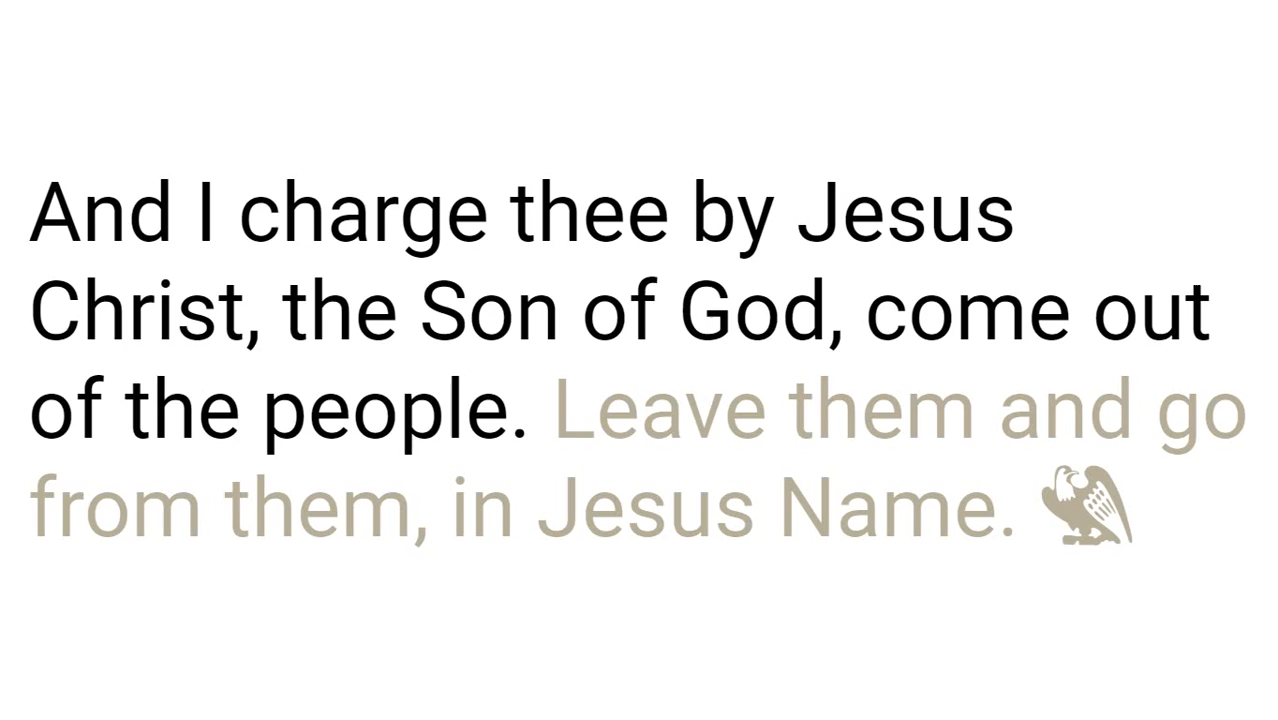 And I charge thee by Jesus
Christ, the Son of God, come out
of the people. Leave them and go
from them, in Jesus Name.